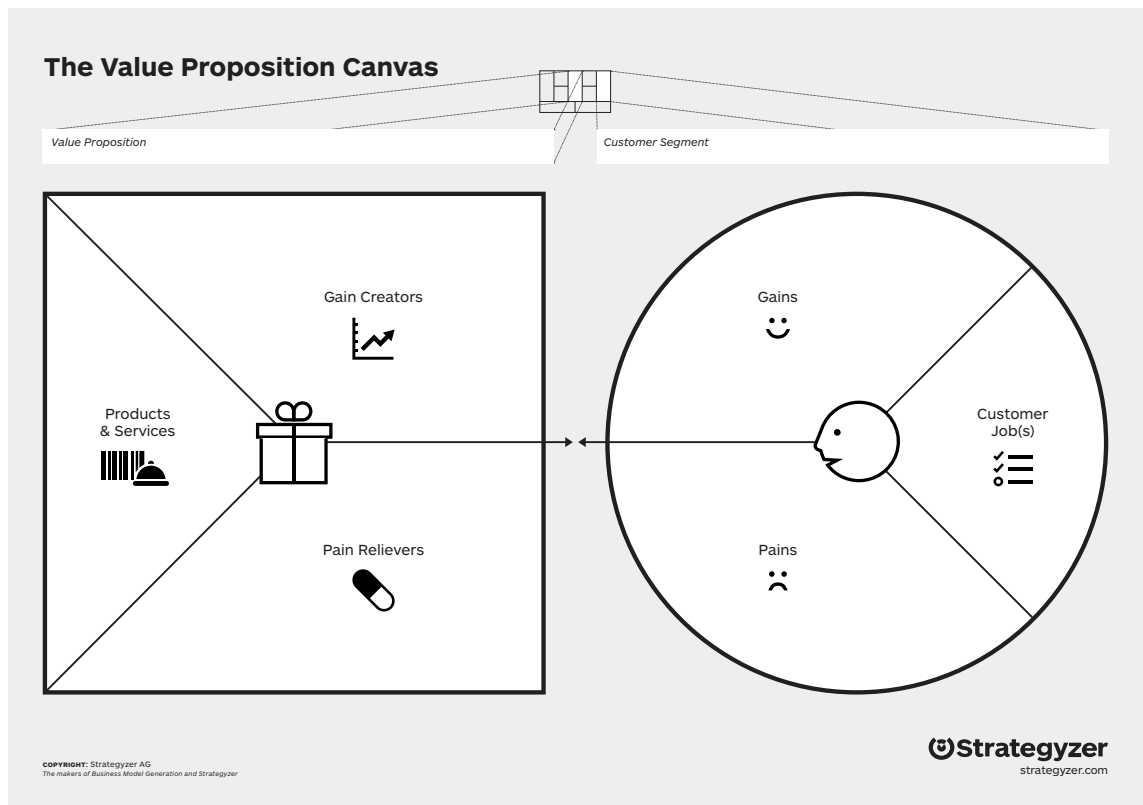 The Value Proposition Canvas
Value Proposition
Customer Segment
Gain Creators
Gains
Products
& Services
Customer
Job(s)
Pain Relievers
Pains
COPYRIGHT: Strategyzer AG
The makers of Business Model Generation and Strategyzer
Strategyzer
strategyzer.com